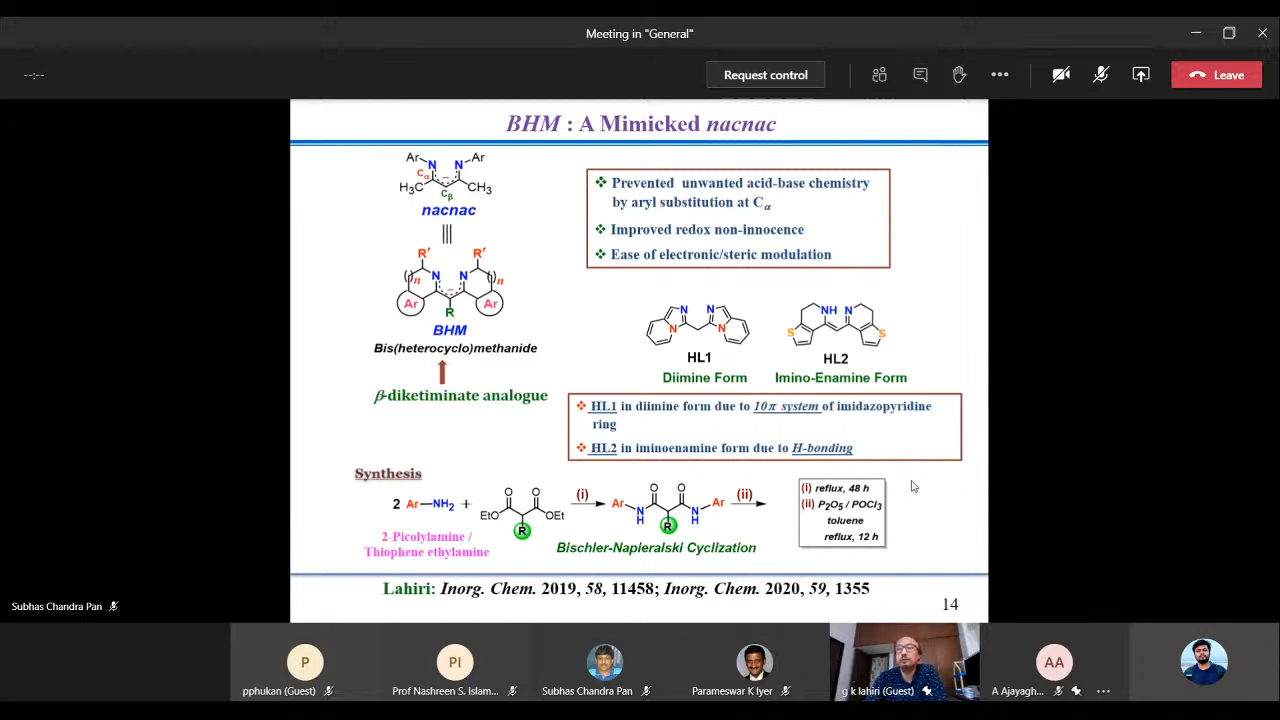 Meeting in "General"
--:--
Request control
Leave
BHM : A Mimicked nacnac
Ar
N
N
Ar
Cα
H3C
CH3
Cβ
nacnac
R'
R'
( )n
N
N
( )n
Ar
Ar
R
BHM
Bis(heterocyclo)methanide
β-diketiminate analogue
Prevented unwanted acid-base chemistry
by aryl substitution at Cα
Improved redox non-innocence
Ease of electronic/steric modulation
N
N
N
N
HL1
Diimine Form
NH
N
S
S
HL2
Imino-Enamine Form
HL1 in diimine form due to 10π system of imidazopyridine
ring
HL2 in iminoenamine form due to H-bonding
Synthesis
2 Ar—NH2 +
2-Picolylamine /
Thiophene ethylamine
O
O
EtO
OEt
R
(i)
O
O
Ar
N
H
N
H
Ar
R
(ii)
Bischler-Napieralski Cyclization
(i) reflux, 48 h
(ii) P2O5 / POCl3
toluene
reflux, 12 h
Lahiri: Inorg. Chem. 2019, 58, 11458; Inorg. Chem. 2020, 59, 1355
14
Subhas Chandra Pan
P
PI
AA
pphukan (Guest)
Prof Nashreen S. Islam...
Subhas Chandra Pan
Parameswar K Iyer
g k lahiri (Guest)
A Ajayagh...